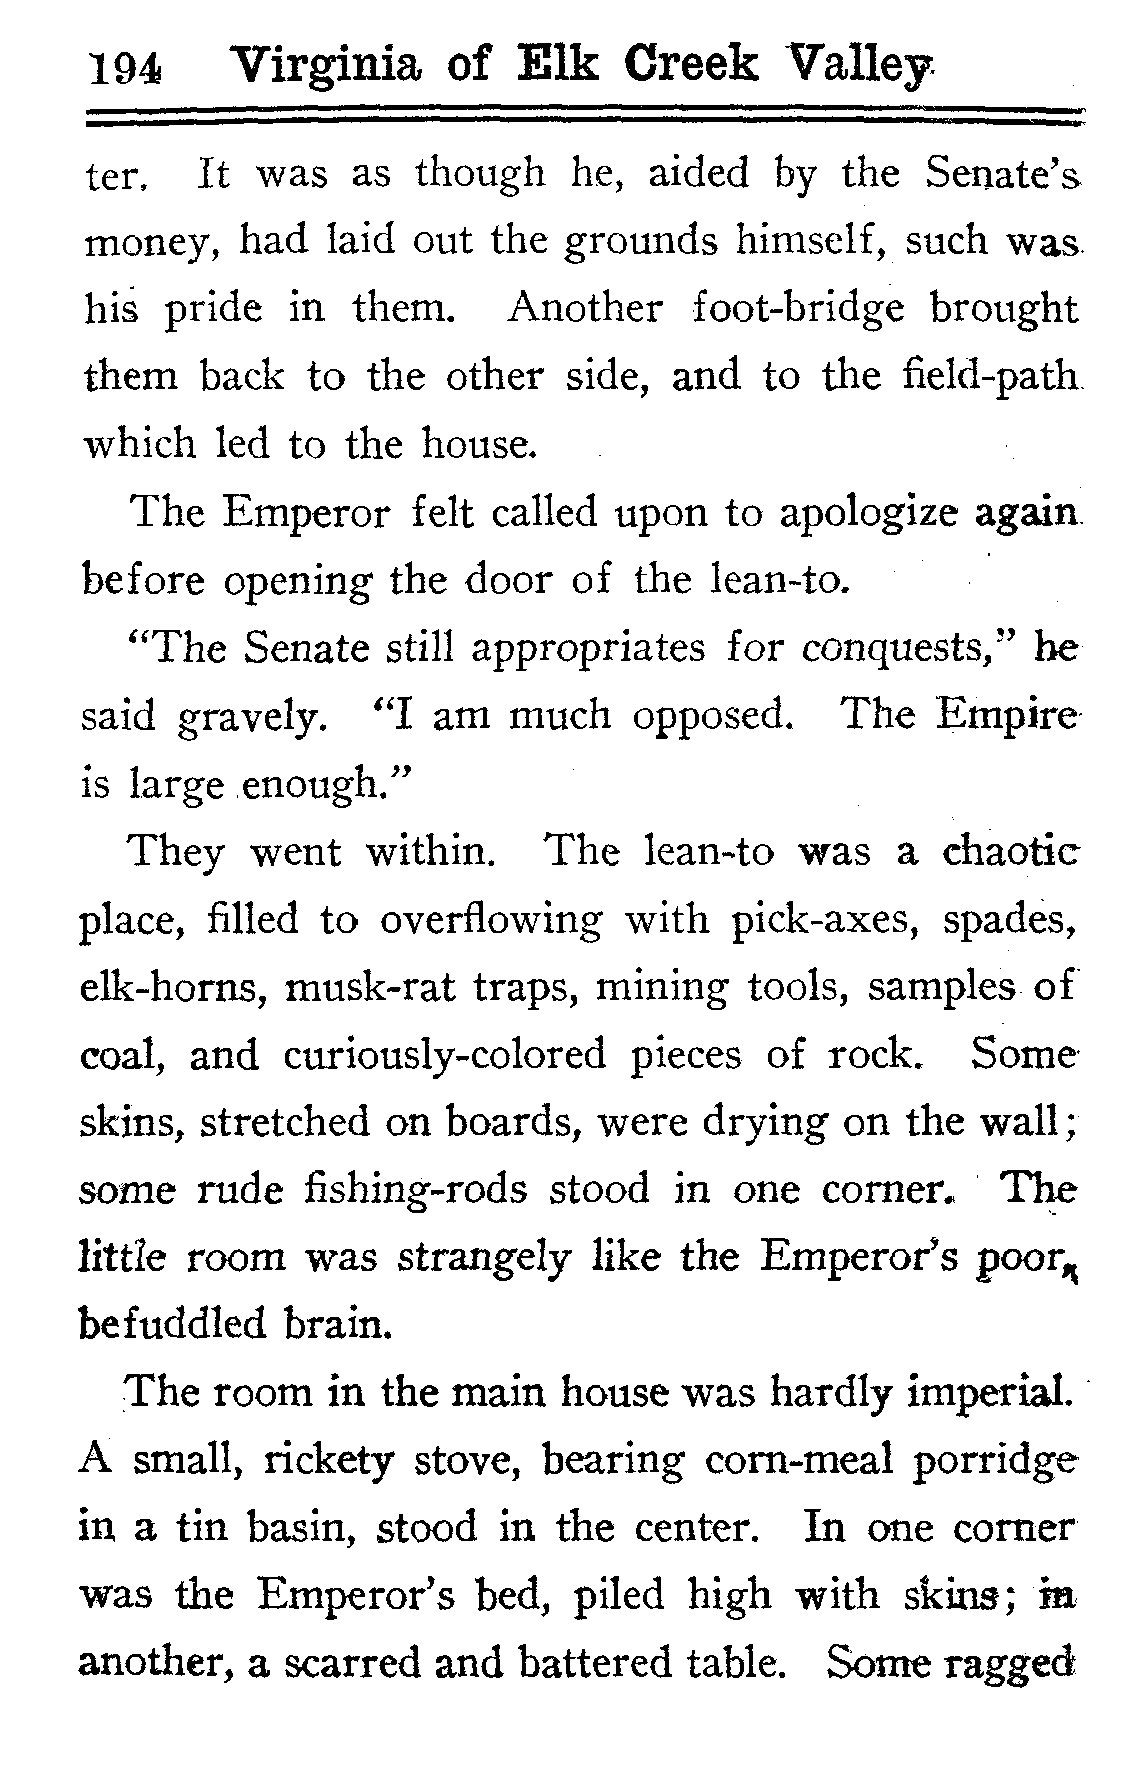 194 Virginia of Elk Creek Valley
ter. It was as though he, aided by the Senate's
money, had laid out the grounds himself, such was
his pride in them. Another foot-bridge brought
them back to the other side, and to the field-path
which led to the house.
The Emperor felt called upon to apologize again
before opening the door of the lean-to.
"The Senate still appropriates for conquests," he
said gravely. "I am much opposed. The Empire
is large enough."
They went within. The lean-to was a chaotic
place, filled to overflowing with pick-axes, spades,
elk-horns, musk-rat traps, mining tools, samples of
coal, and curiously-colored pieces of rock. Some
skins, stretched on boards, were drying on the wall;
some rude fishing-rods stood in one corner. The
little room was strangely like the Emperor's poor,
befuddled brain.
The room in the main house was hardly imperial.
A small, rickety stove, bearing corn-meal porridge
in a tin basin, stood in the center. In one corner
was the Emperor's bed, piled high with skins; in
another, a scarred and battered table. Some ragged